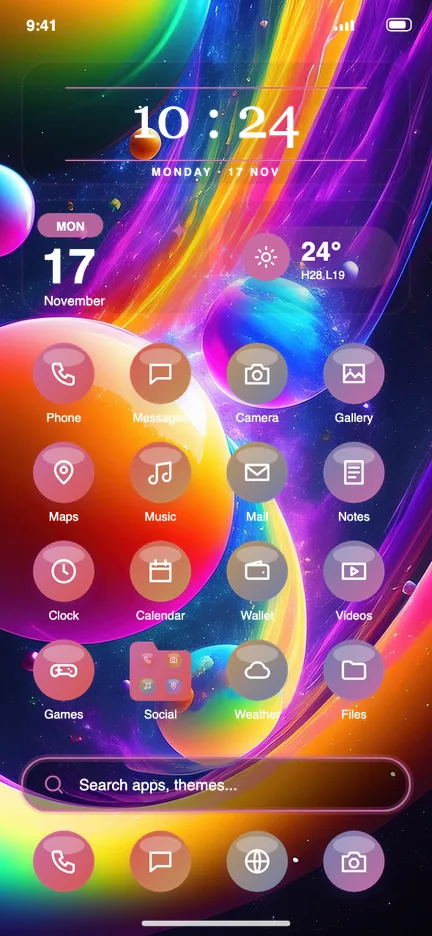 9:41
10 : 24
MONDAY · 17 NOV
MON
17
November
24°
H28,L19
Phone
Messages
Camera
Gallery
Maps
Music
Mail
Notes
Clock
Calendar
Wallet
Videos
Games
Social
Weather
Files
Search apps, themes...